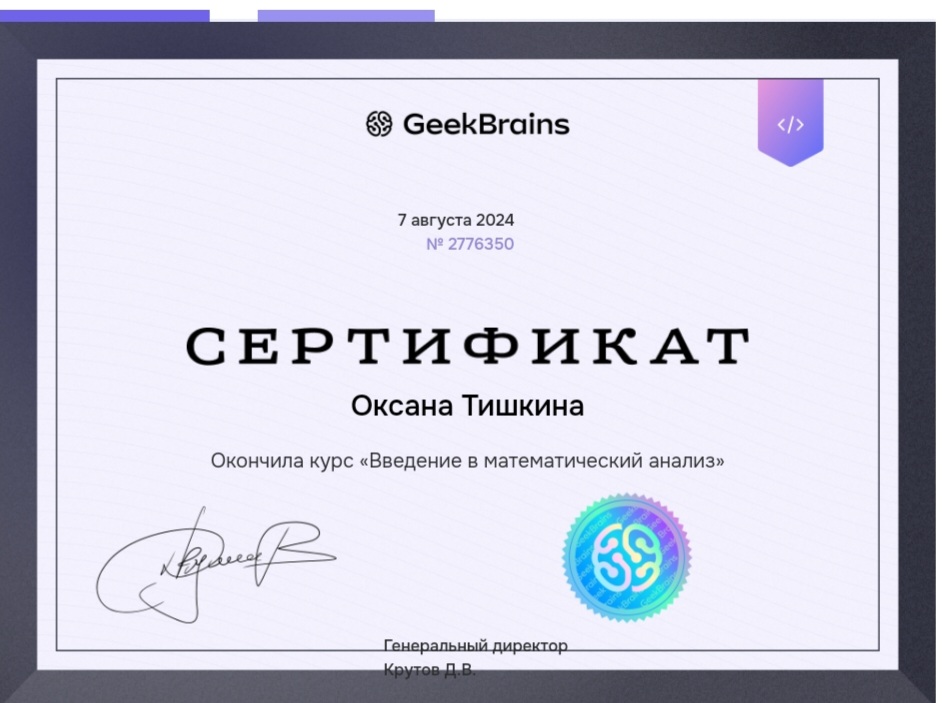 GeekBrains
</>
7 августа 2024
№ 2776350
СЕРТИФИКАТ
Оксана Тишкина
Окончила курс «Введение в математический анализ»
Генеральный директор
Крутов Д.В.